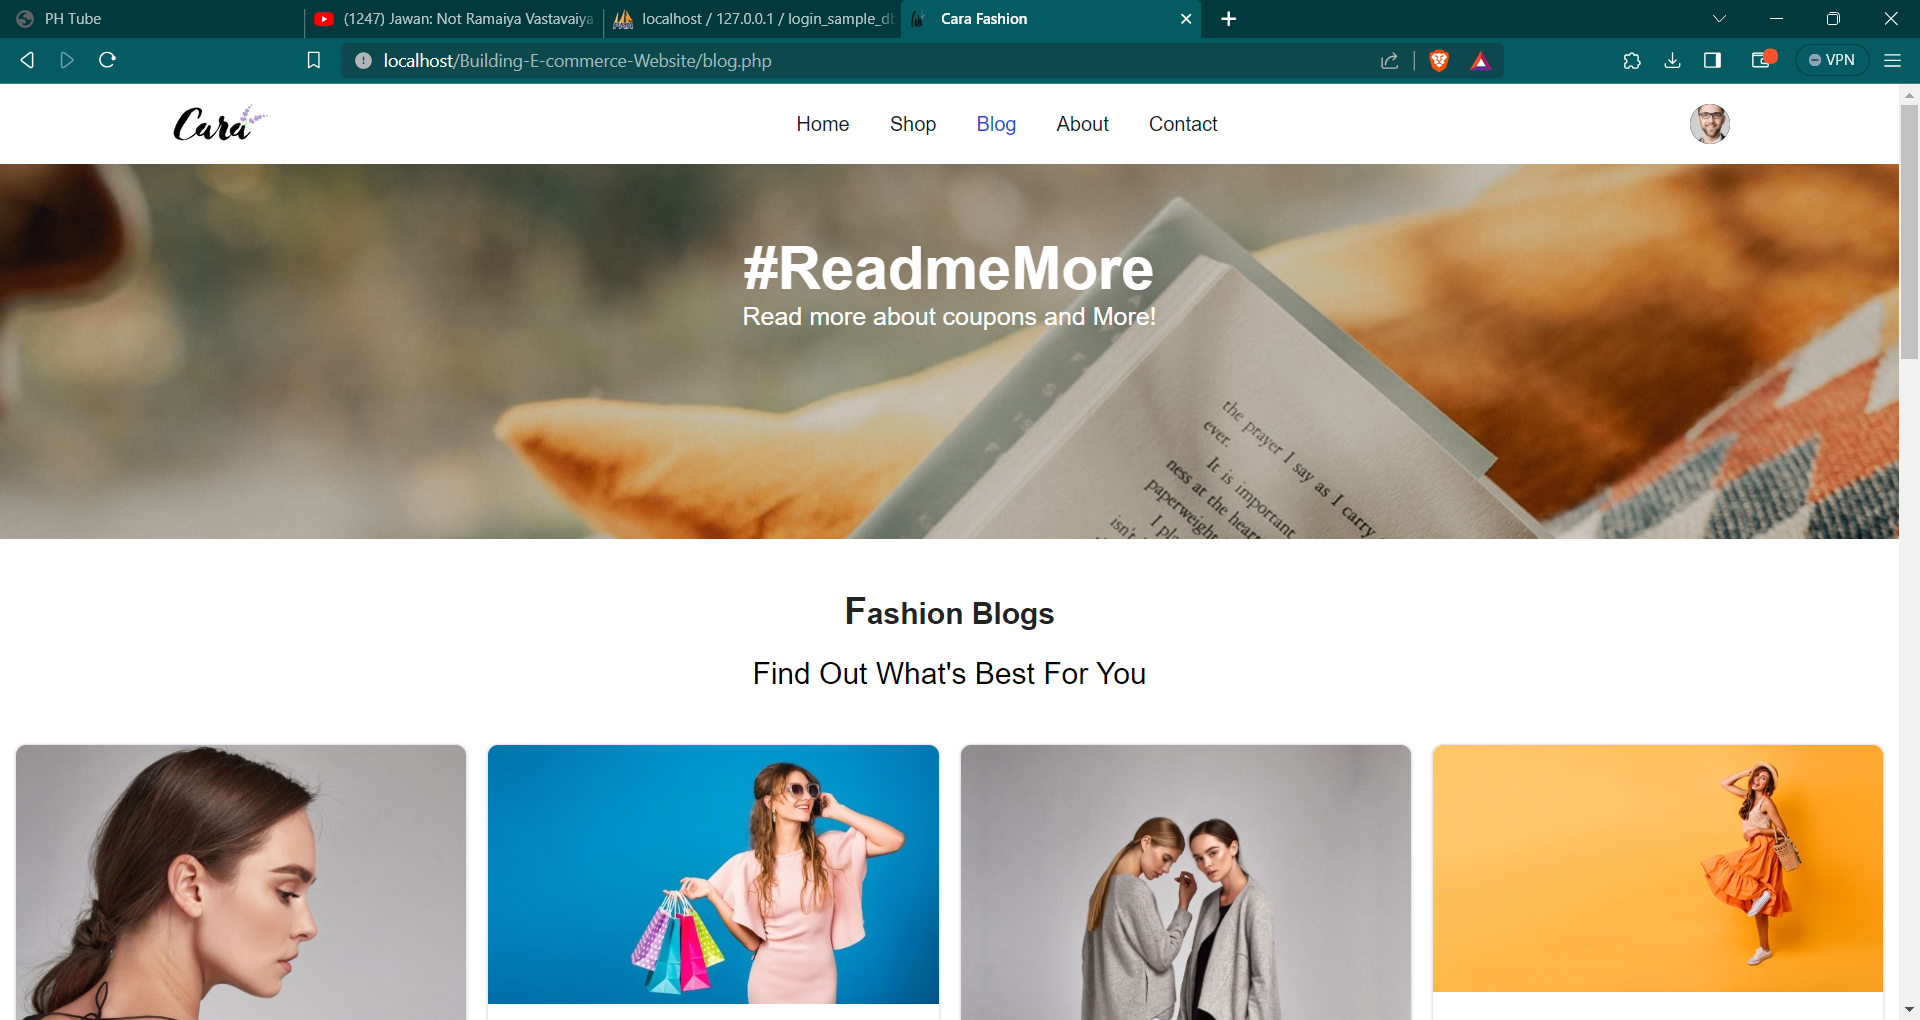 PH Tube
(1247) Jawan: Not Ramaiya Vastavaiya
localhost / 127.0.0.1 / login_sample_d
Cara Fashion
localhost/Building-E-commerce-Website/blog.php
VPN
Cara
Home
Shop
Blog
About
Contact
#ReadmeMore
Read more about coupons and More!
the prayer I say as I carry
ever.
It is important
ness at the hear
paperweight
I pl
isn't
Fashion Blogs
Find Out What's Best For You